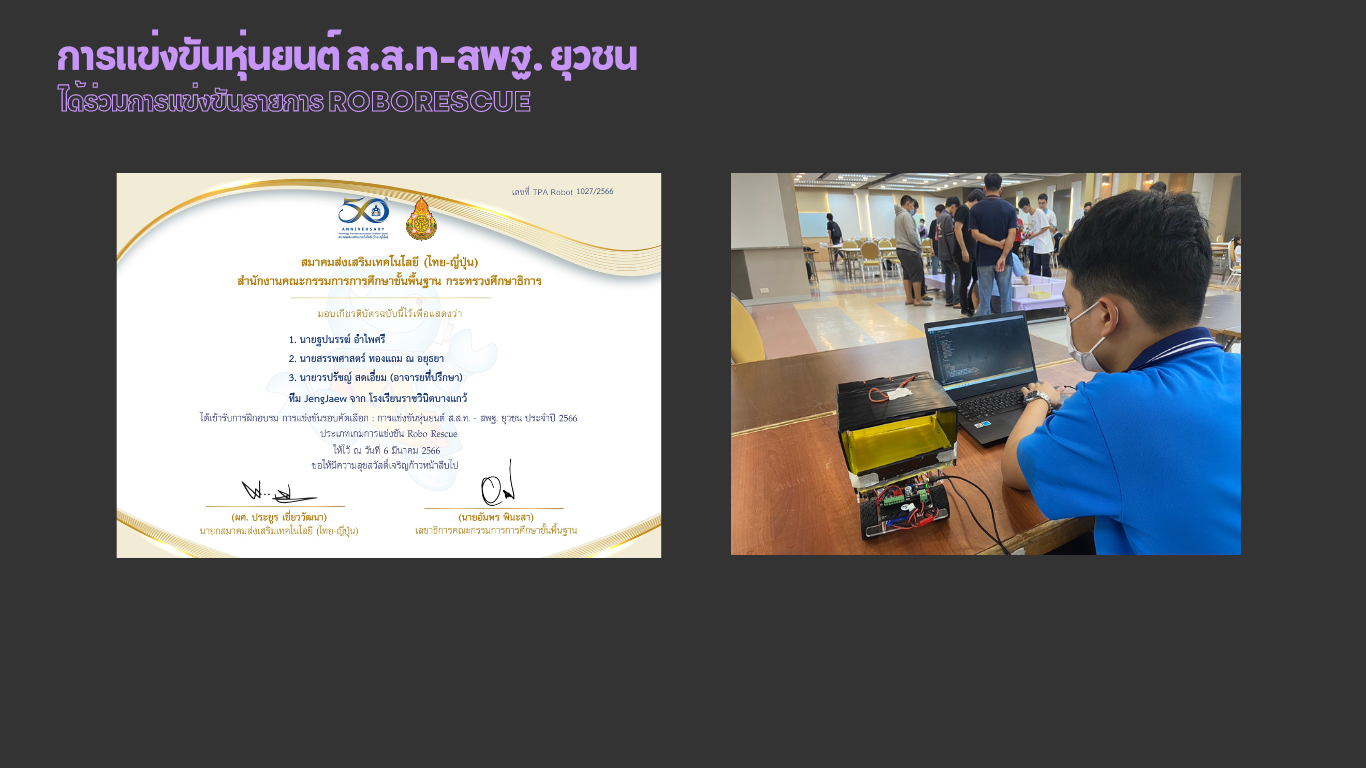 การแข่งขันหุ่นยนต์ ส.ส.ท-สพฐ. ยุวชน
ได้ร่วมการแข่งขันรายการ ROBORESCUE
เลขที่ TPA Robot 1027/2566
50
ANNIVERSARY
สมาคมส่งเสริมเทคโนโลยี (ไทย-ญี่ปุ่น)
สำนักงานคณะกรรมการการศึกษาขั้นพื้นฐาน กระทรวงศึกษาธิการ
มอบเกียรติบัตรฉบับนี้ไว้เพื่อแสดงว่า
1. นายฐปนรรฆ์ อำไพศรี
2. นายสรรพศาสตร์ ทองแถม ณ อยุธยา
3. นายวรปรัชญ์ สดเอี่ยม (อาจารย์ที่ปรึกษา)
ทีม JengJaew จาก โรงเรียนราชวินิตบางแก้ว
ได้เข้ารับการฝึกอบรม การแข่งขันรอบคัดเลือก : การแข่งขันหุ่นยนต์ ส.ส.ท. - สพฐ. ยุวชน ประจำปี 2566
ประเภทเกมการแข่งขัน Robo Rescue
ให้ไว้ ณ วันที่ 6 มีนาคม 2566
ขอให้มีความสุขสวัสดิ์เจริญก้าวหน้าสืบไป
(ผศ. ประยูร เชี่ยววัฒนา)
นายกสมาคมส่งเสริมเทคโนโลยี (ไทย-ญี่ปุ่น)
(นายอัมพร พินะสา)
เลขาธิการคณะกรรมการการศึกษาขั้นพื้นฐาน